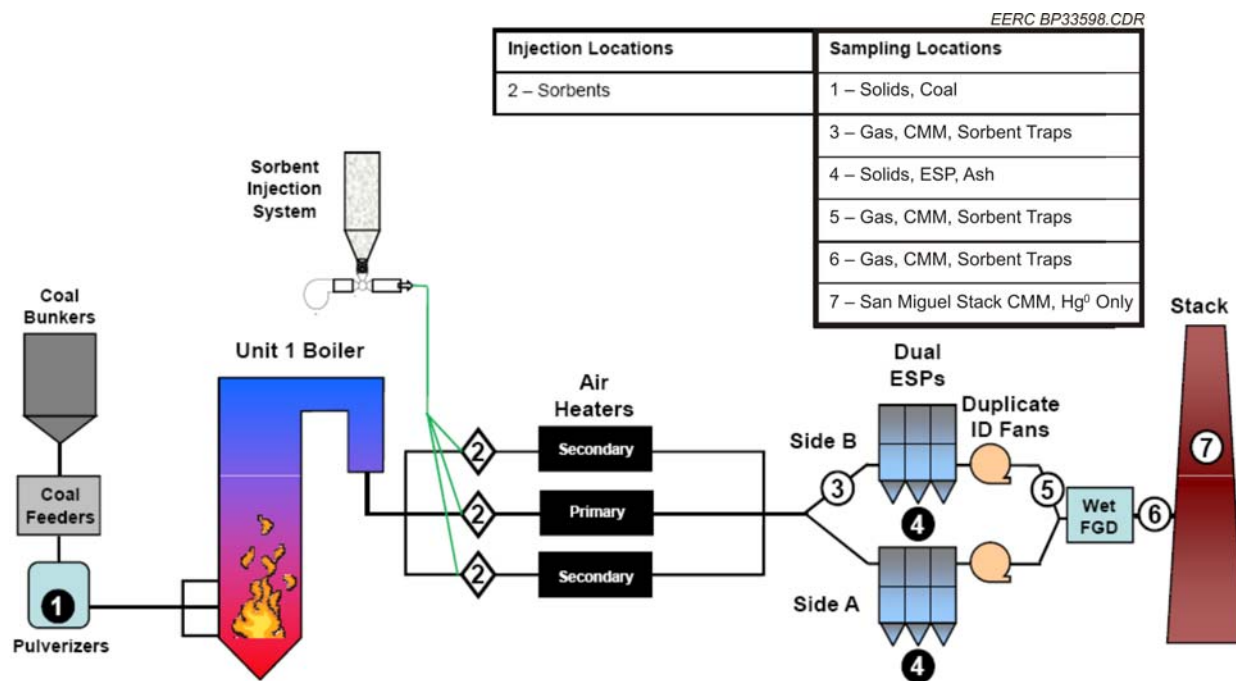 EERC BP33598.CDR
Injection Locations
Sampling Locations
2 – Sorbents
1 – Solids, Coal
3 – Gas, CMM, Sorbent Traps
4 – Solids, ESP, Ash
5 – Gas, CMM, Sorbent Traps
6 – Gas, CMM, Sorbent Traps
7 – San Miguel Stack CMM, Hg⁰ Only
Sorbent
Injection
System
Coal
Bunkers
Coal
Feeders
1
Pulverizers
Unit 1 Boiler
2
2
2
Air
Heaters
Secondary
Primary
Secondary
Side B
3
Side A
Dual
ESPs
4
4
Duplicate
ID Fans
5
Wet
FGD
6
Stack
7